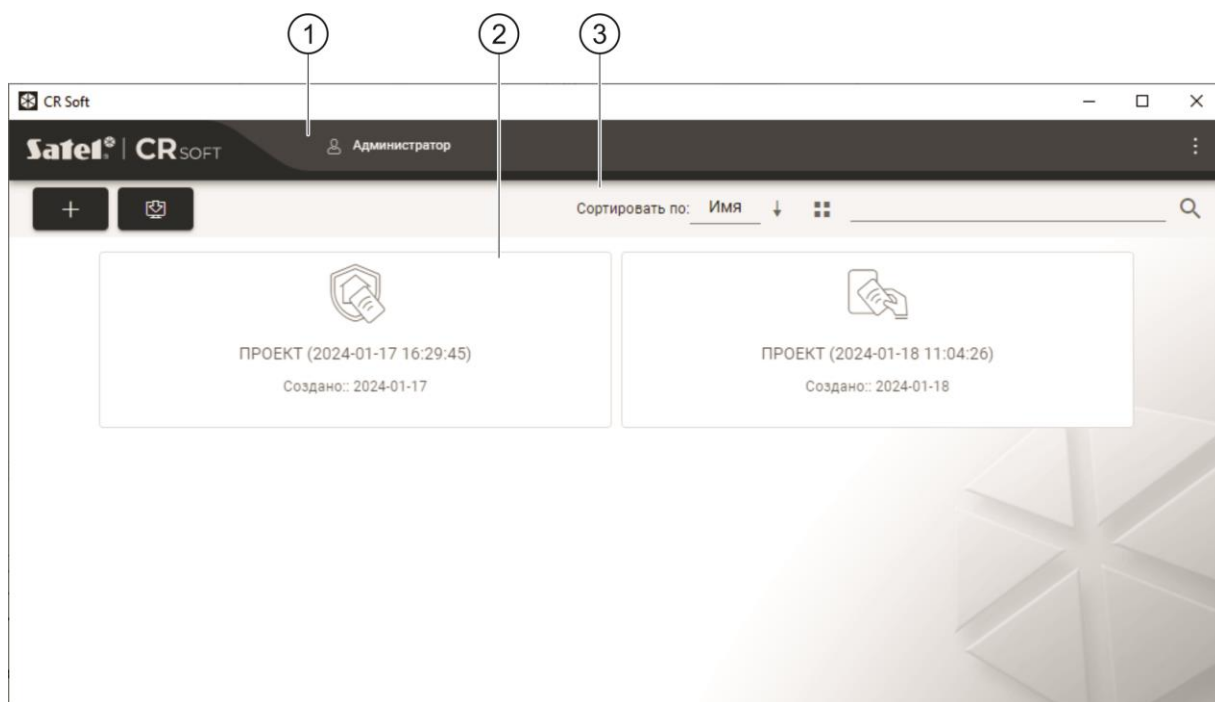 1 2 3
CR Soft
Satel® | CR SOFT
Администратор
Сортировать по: Имя
ПРОЕКТ (2024-01-17 16:29:45)
Создано:: 2024-01-17
ПРОЕКТ (2024-01-18 11:04:26)
Создано:: 2024-01-18